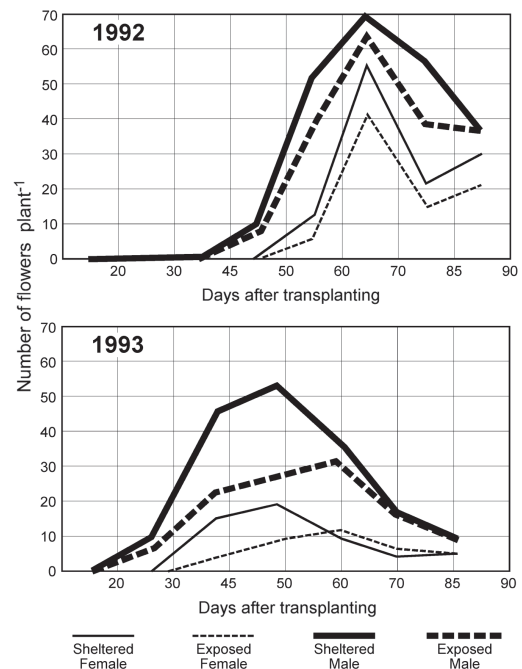 Number of flowers plant-1
1992
70
60
50
40
30
20
10
0
20 30 45 50 60 70 85 90
Days after transplanting
1993
70
60
50
40
30
20
10
0
20 30 45 50 60 70 85 90
Days after transplanting
Sheltered Female
Exposed Female
Sheltered Male
Exposed Male